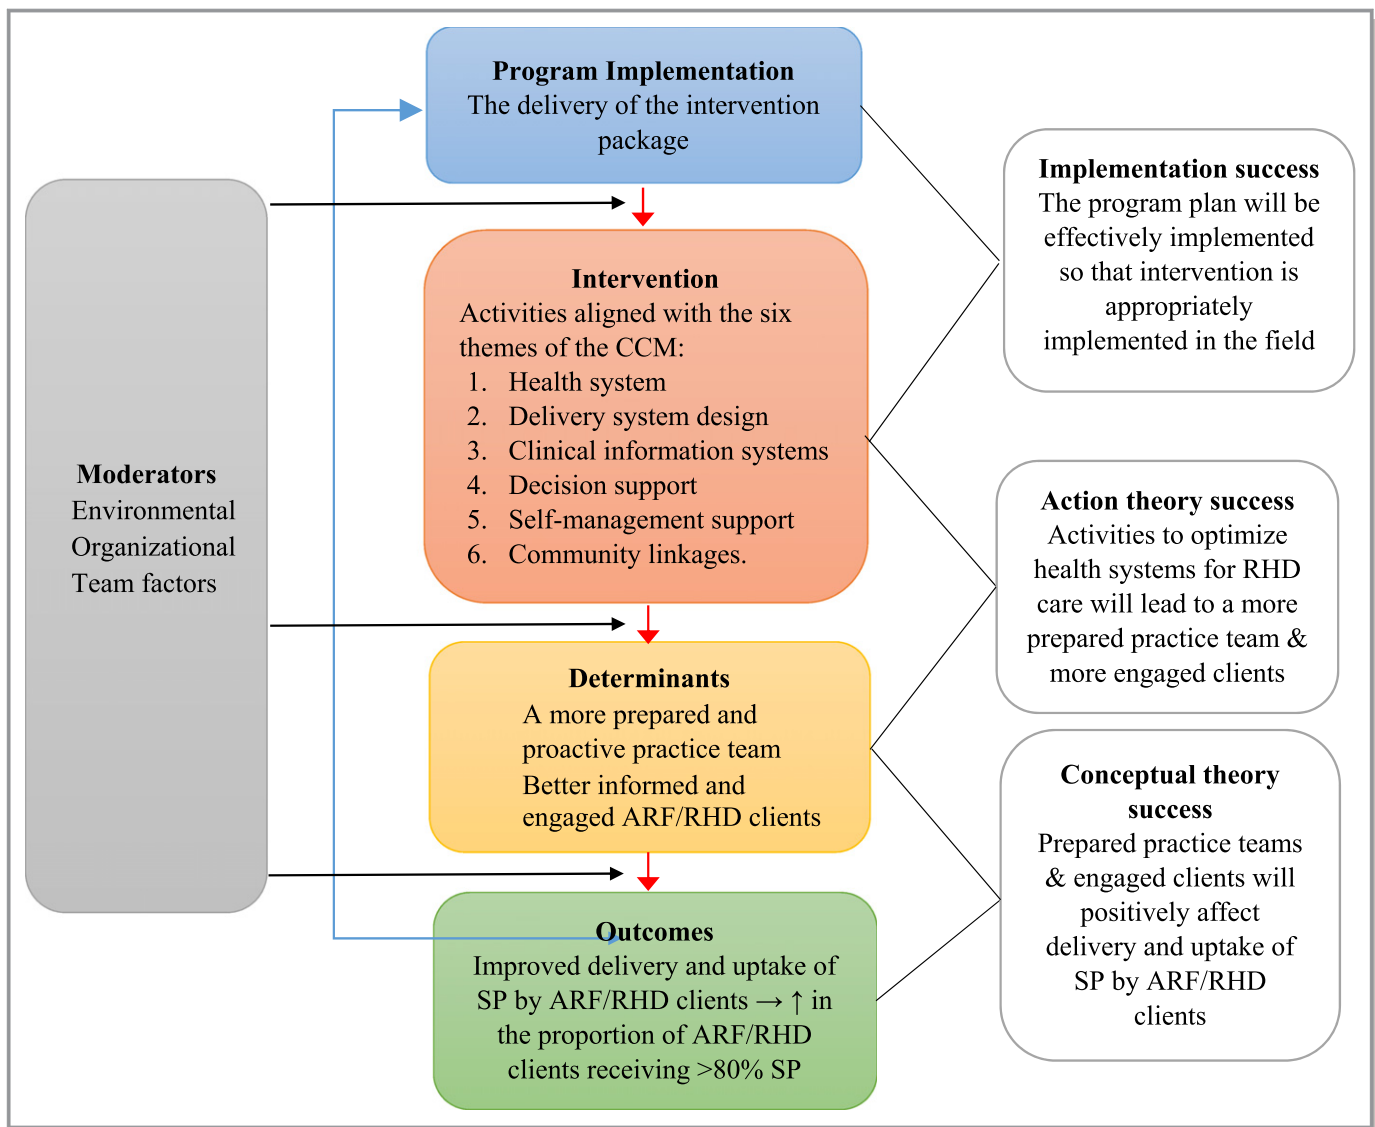 Program Implementation
The delivery of the intervention
package
Moderators
Environmental
Organizational
Team factors
Intervention
Activities aligned with the six
themes of the CCM:
1. Health system
2. Delivery system design
3. Clinical information systems
4. Decision support
5. Self-management support
6. Community linkages.
Determinants
A more prepared and
proactive practice team
Better informed and
engaged ARF/RHD clients
Outcomes
Improved delivery and uptake of
SP by ARF/RHD clients → ↑ in
the proportion of ARF/RHD
clients receiving >80% SP
Implementation success
The program plan will be
effectively implemented
so that intervention is
appropriately
implemented in the field
Action theory success
Activities to optimize
health systems for RHD
care will lead to a more
prepared practice team &
more engaged clients
Conceptual theory
success
Prepared practice teams
& engaged clients will
positively affect
delivery and uptake of
SP by ARF/RHD
clients